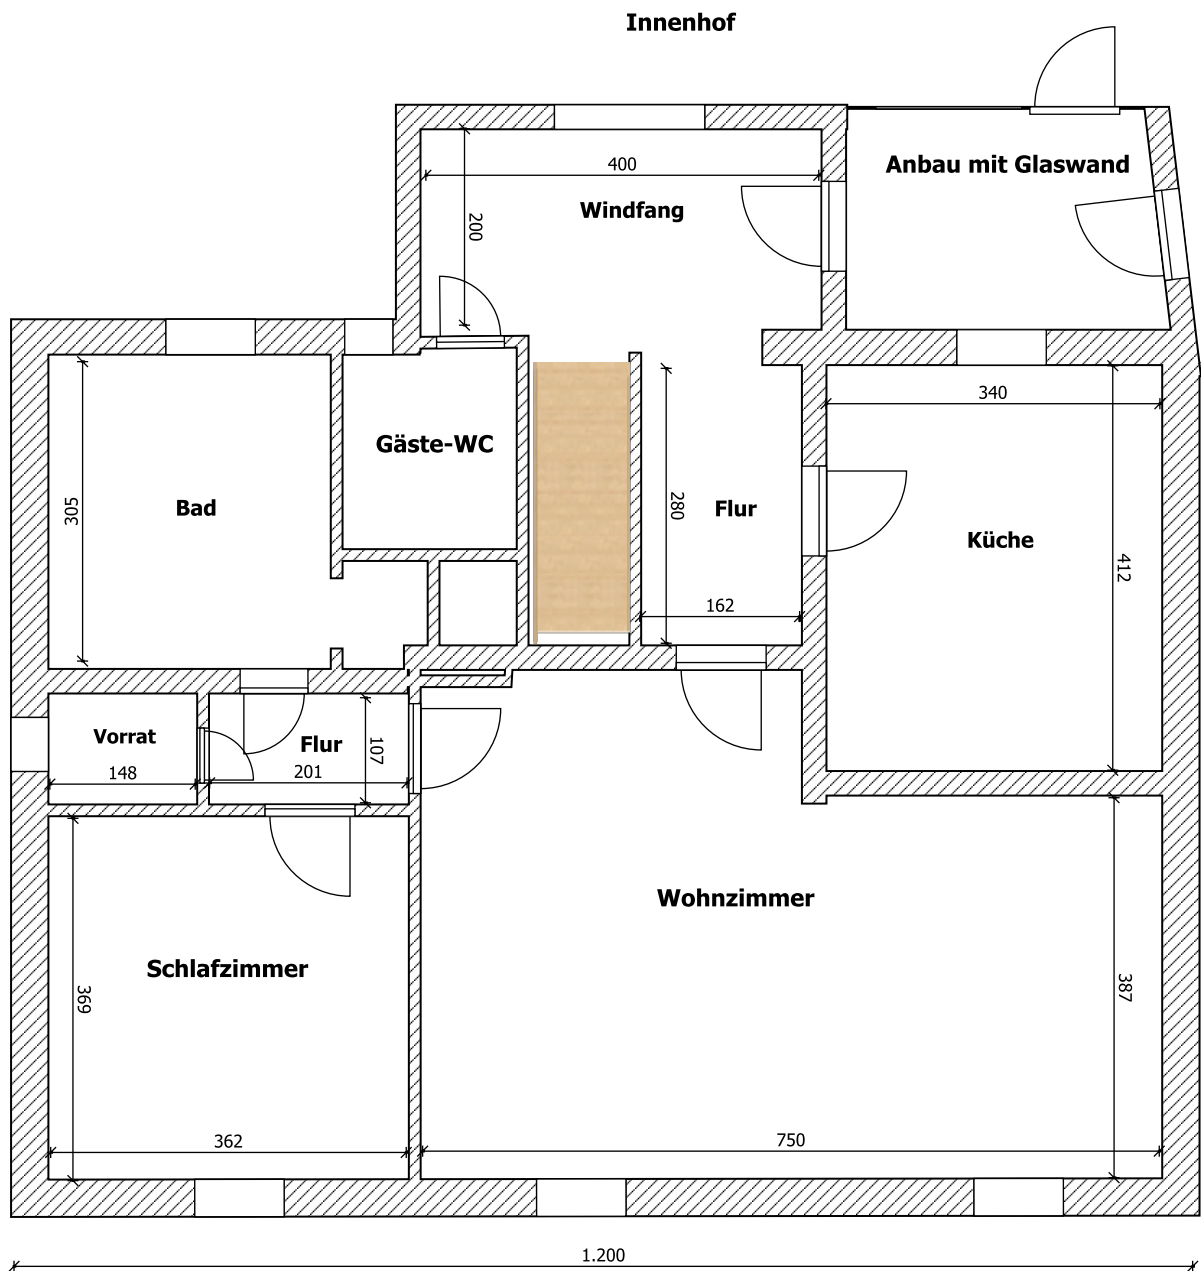 Innenhof
400
Anbau mit Glaswand
Windfang
200
340
Gäste-WC
305
Bad
280
Flur
Küche
412
162
Vorrat
Flur
107
148
201
Wohnzimmer
Schlafzimmer
369
387
362
750
1.200